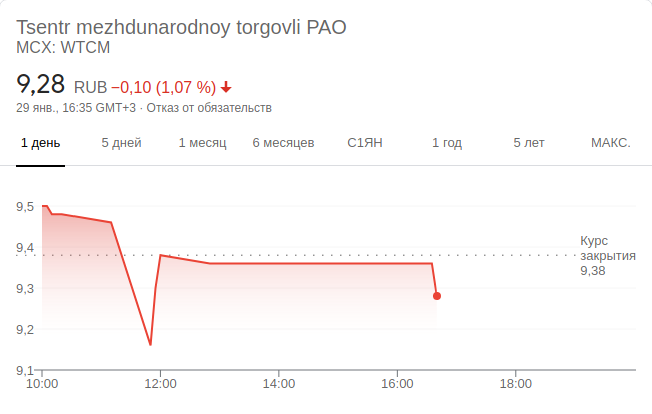 Tsentr mezhdunarodnoy torgovli PAO
MCX: WTCM
9,28 RUB −0,10 (1,07 %)
29 янв., 16:35 GMT+3 · Отказ от обязательств
1 день 5 дней 1 месяц 6 месяцев С1ЯН 1 год 5 лет МАКС.
9,5
9,4
9,3
9,2
9,1
Курс
закрытия
9,38
10:00 12:00 14:00 16:00 18:00